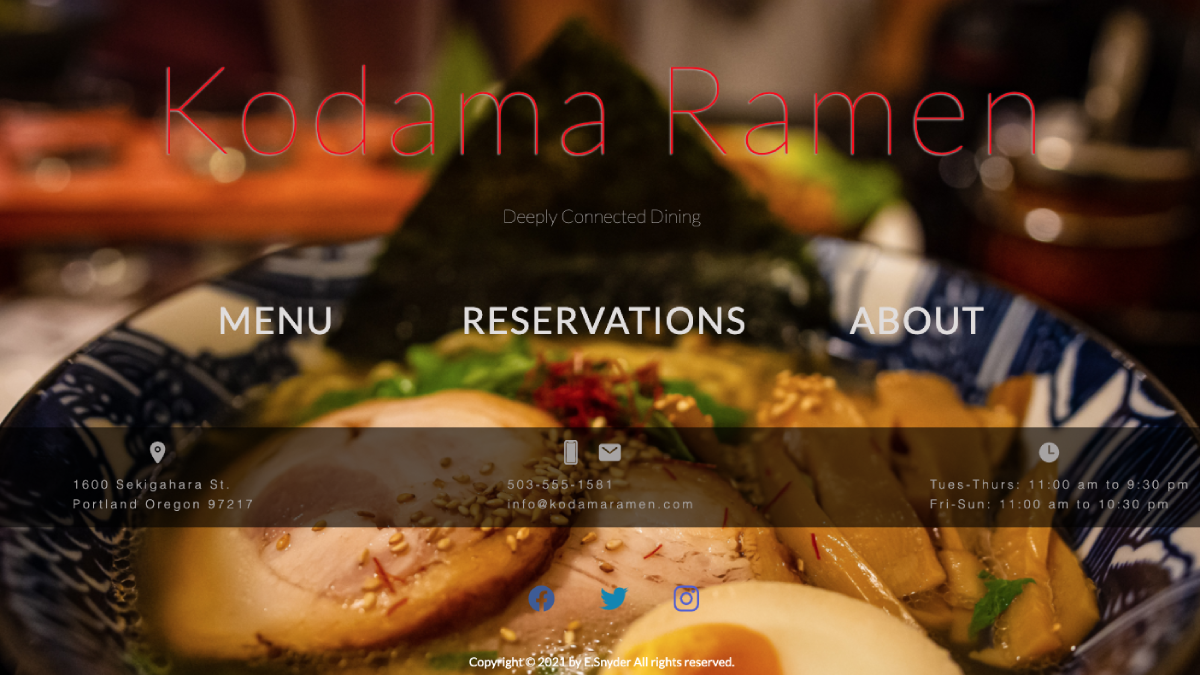 Kodama Ramen
Deeply Connected Dining
MENU RESERVATIONS ABOUT
1600 Sekigahara St.
Portland Oregon 97217
503-555-1581
info@kodamaramen.com
Tues-Thurs: 11:00 am to 9:30 pm
Fri-Sun: 11:00 am to 10:30 pm
Copyright © 2021 by E.Snyder All rights reserved.